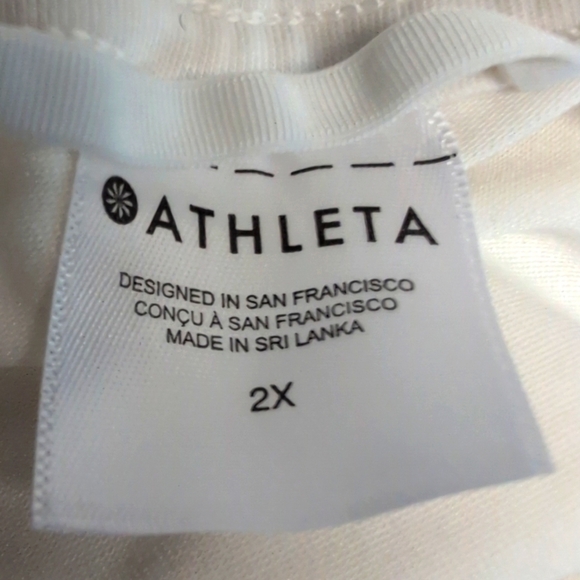 ATHLETA
DESIGNED IN SAN FRANCISCO
CONÇU À SAN FRANCISCO
MADE IN SRI LANKA
2X